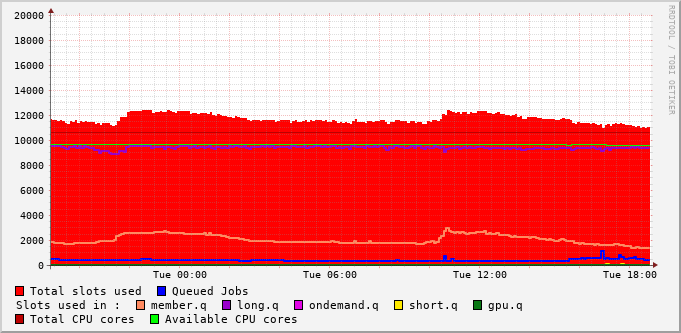 RRDTOOL / TOBI OETIKER
20000
18000
16000
14000
12000
10000
8000
6000
4000
2000
0
Tue 00:00 Tue 06:00 Tue 12:00 Tue 18:00
Total slots used Queued Jobs
Slots used in : member.q long.q ondemand.q short.q gpu.q
Total CPU cores Available CPU cores